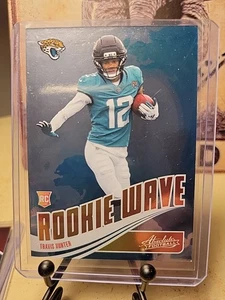 12
RC
ROOKIE WAVE
TRAVIS HUNTER
Absolute